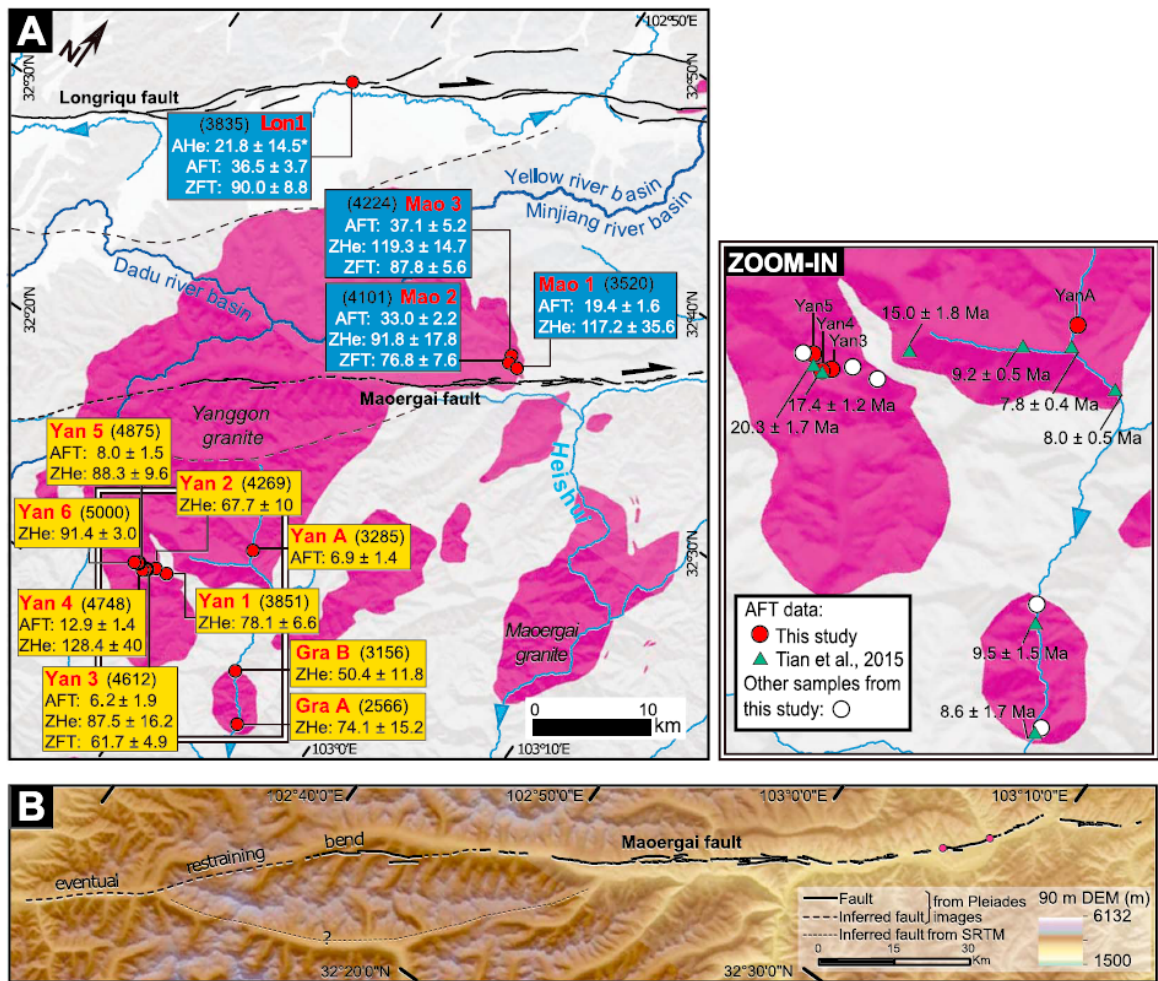 A
N
102°50'E
32°30'N
32°50'N
Longriqu fault
(3835) Lon1
AHe: 21.8 ± 14.5*
AFT: 36.5 ± 3.7
ZFT: 90.0 ± 8.8
Yellow river basin
Minjiang river basin
(4224) Mao 3
AFT: 37.1 ± 5.2
ZHe: 119.3 ± 14.7
ZFT: 87.8 ± 5.6
Dadu river basin
Mao 1 (3520)
AFT: 19.4 ± 1.6
ZHe: 117.2 ± 35.6
(4101) Mao 2
AFT: 33.0 ± 2.2
ZHe: 91.8 ± 17.8
ZFT: 76.8 ± 7.6
32°20'N
32°40'N
Maoergai fault
Yanggon
granite
Heishui
Yan 5 (4875)
AFT: 8.0 ± 1.5
ZHe: 88.3 ± 9.6
Yan 2 (4269)
ZHe: 67.7 ± 10
Yan 6 (5000)
ZHe: 91.4 ± 3.0
Yan A (3285)
AFT: 6.9 ± 1.4
32°30'N
Yan 4 (4748)
AFT: 12.9 ± 1.4
ZHe: 128.4 ± 40
Yan 1 (3851)
ZHe: 78.1 ± 6.6
Maoergai
granite
Gra B (3156)
ZHe: 50.4 ± 11.8
Yan 3 (4612)
AFT: 6.2 ± 1.9
ZHe: 87.5 ± 16.2
ZFT: 61.7 ± 4.9
Gra A (2566)
ZHe: 74.1 ± 15.2
0 10
km
103°0'E
103°10'E
ZOOM-IN
YanA
Yan5
Yan4
Yan3
15.0 ± 1.8 Ma
9.2 ± 0.5 Ma
17.4 ± 1.2 Ma
7.8 ± 0.4 Ma
20.3 ± 1.7 Ma
8.0 ± 0.5 Ma
AFT data:
This study
Tian et al., 2015
Other samples from
this study:
9.5 ± 1.5 Ma
8.6 ± 1.7 Ma
B
102°40'0"E
102°50'0"E
103°0'0"E
103°10'0"E
eventual restraining bend
Maoergai fault
?
32°20'0"N
32°30'0"N
Fault
Inferred fault
from Pleiades
images
Inferred fault from SRTM
0 15 30
Km
90 m DEM (m)
6132
1500